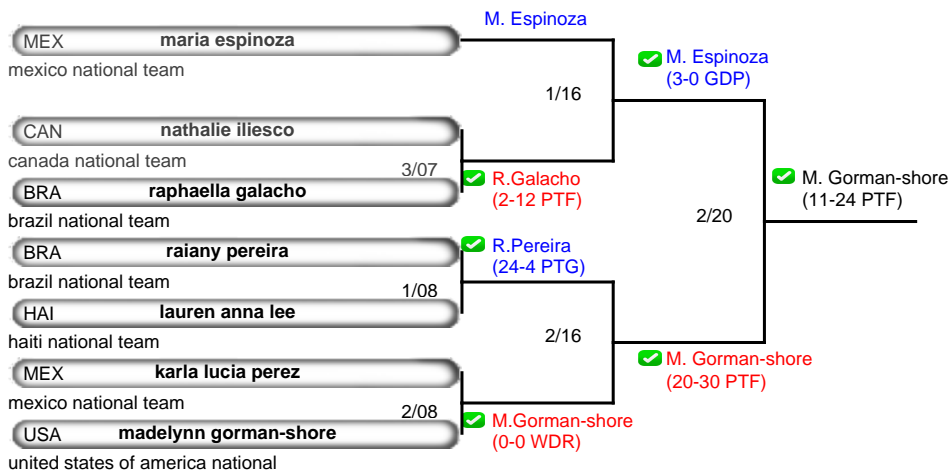 M. Espinoza
MEX maria espinoza
mexico national team
M. Espinoza
(3-0 GDP)
1/16
CAN nathalie iliesco
canada national team
3/07
R.Galacho
(2-12 PTF)
BRA raphaella galacho
brazil national team
M. Gorman-shore
(11-24 PTF)
2/20
BRA raiany pereira
brazil national team
R.Pereira
(24-4 PTG)
1/08
HAI lauren anna lee
haiti national team
2/16
MEX karla lucia perez
mexico national team
M. Gorman-shore
(20-30 PTF)
2/08
M.Gorman-shore
(0-0 WDR)
USA madelynn gorman-shore
united states of america national